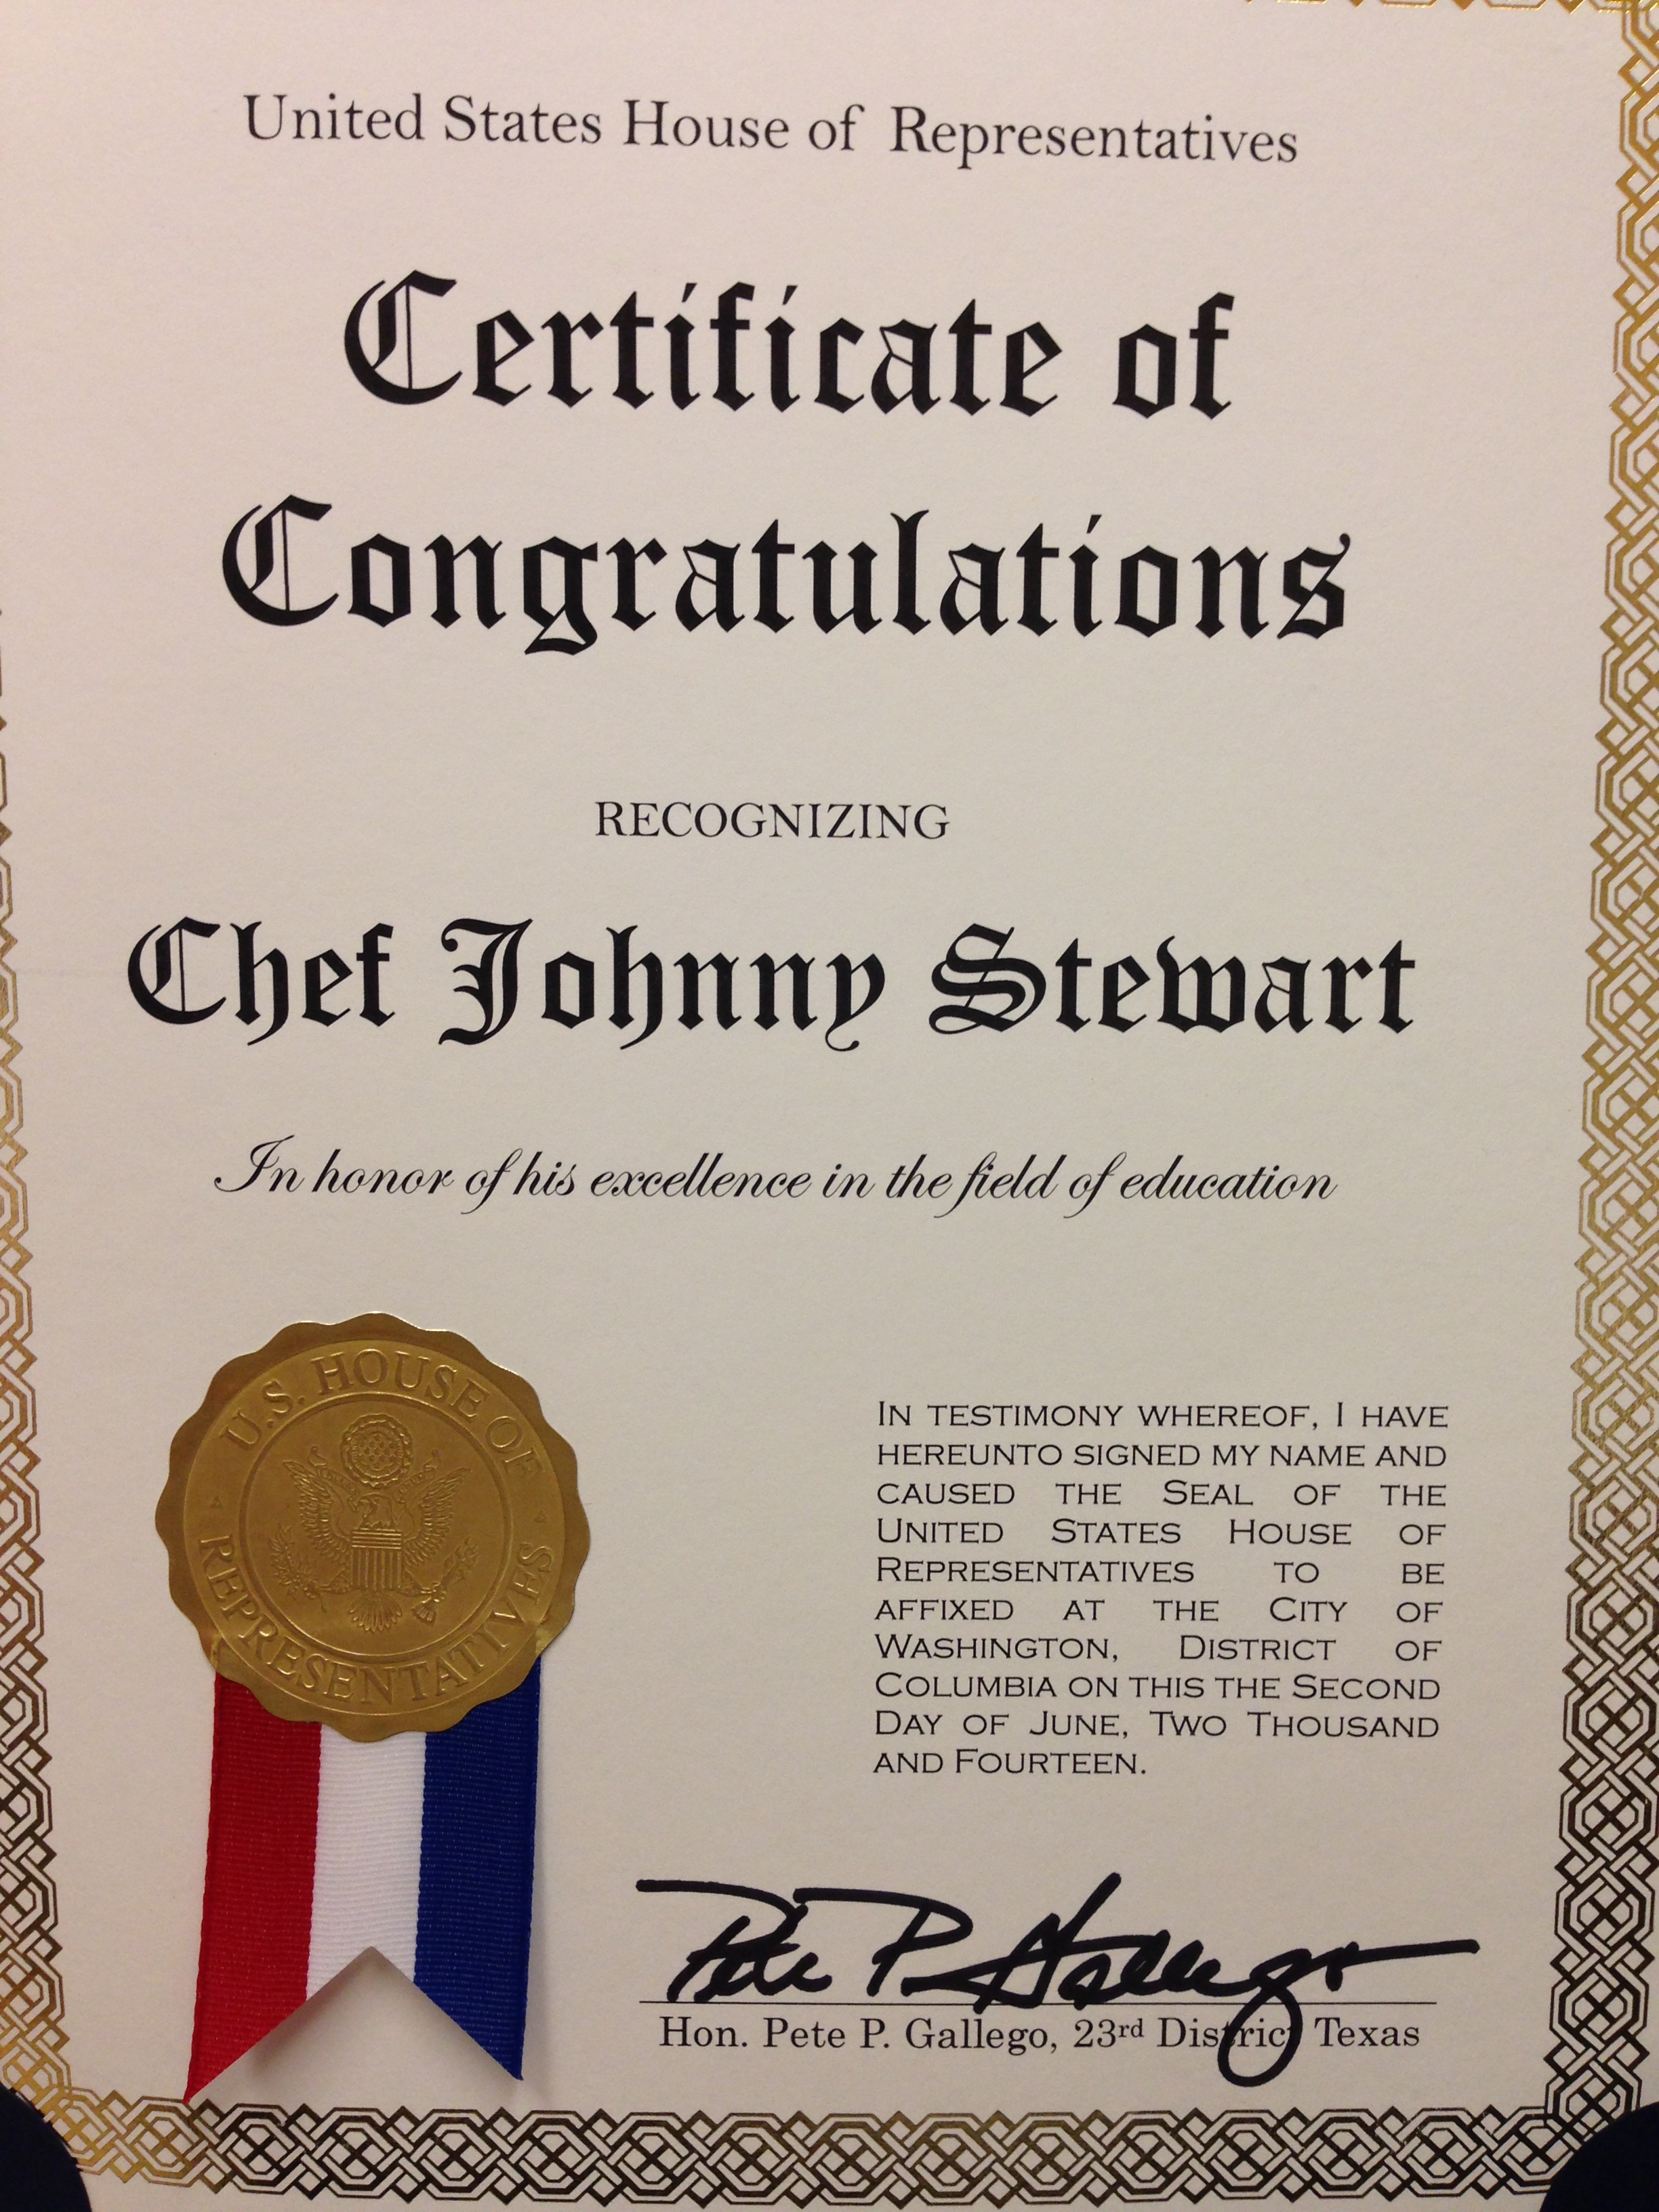 United States House of Representatives
Certificate of
Congratulations
RECOGNIZING
Chef Johnny Stewart
In honor of his excellence in the field of education
U.S. HOUSE OF
REPRESENTATIVES
IN TESTIMONY WHEREOF, I HAVE
HEREUNTO SIGNED MY NAME AND
CAUSED THE SEAL OF THE
UNITED STATES HOUSE OF
REPRESENTATIVES TO BE
AFFIXED AT THE CITY OF
WASHINGTON, DISTRICT OF
COLUMBIA ON THIS THE SECOND
DAY OF JUNE, TWO THOUSAND
AND FOURTEEN.
Pete P. Gallego
Hon. Pete P. Gallego, 23rd District Texas